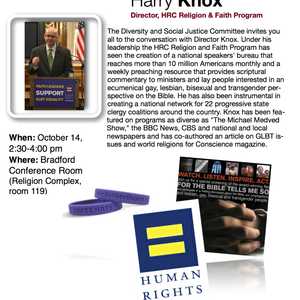 Harry Knox
Director, HRC Religion & Faith Program
The Diversity and Social Justice Committee invites you
all to the conversation with Director Knox. Under his
leadership the HRC Religion and Faith Program has
seen the creation of a national speakers' bureau that
reaches more than 10 million Americans monthly and a
weekly preaching resource that provides scriptural
commentary to ministers and lay people interested in an
ecumenical gay, lesbian, bisexual and transgender per-
spective on the Bible. He has also been instrumental in
creating a national network for 22 progressive state
clergy coalitions around the country. Knox has been fea-
tured on programs as diverse as "The Michael Medved
Show," the BBC News, CBS and national and local
newspapers and has co-authored an article on GLBT is-
sues and world religions for Conscience magazine.
SUPPORT
When: October 14,
2:30-4:00 pm
Where: Bradford
Conference Room
(Religion Complex,
room 119)
WATCH. LISTEN. INSPIRE. ACT.
FOR THE BIBLE TELLS ME SO
HUMAN
RIGHTS